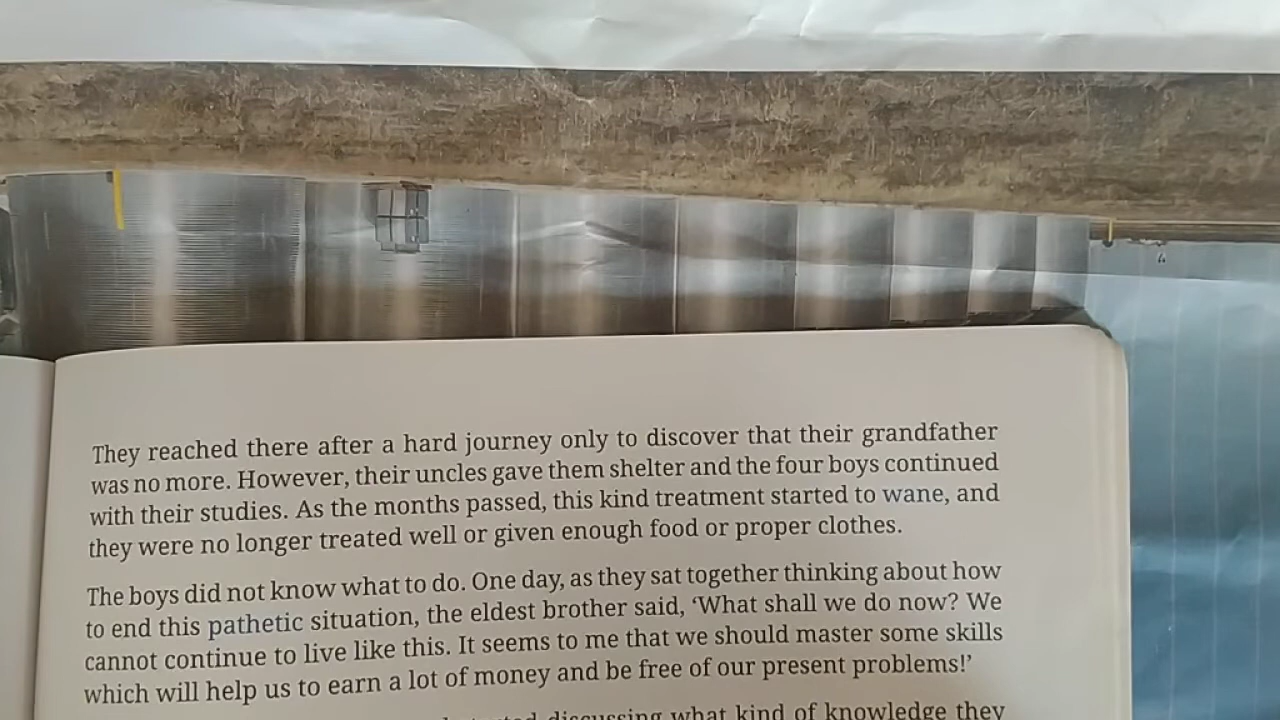 They reached there after a hard journey only to discover that their grandfather
was no more. However, their uncles gave them shelter and the four boys continued
with their studies. As the months passed, this kind treatment started to wane, and
they were no longer treated well or given enough food or proper clothes.
The boys did not know what to do. One day, as they sat together thinking about how
to end this pathetic situation, the eldest brother said, ‘What shall we do now? We
cannot continue to live like this. It seems to me that we should master some skills
which will help us to earn a lot of money and be free of our present problems!’
discussing what kind of knowledge they